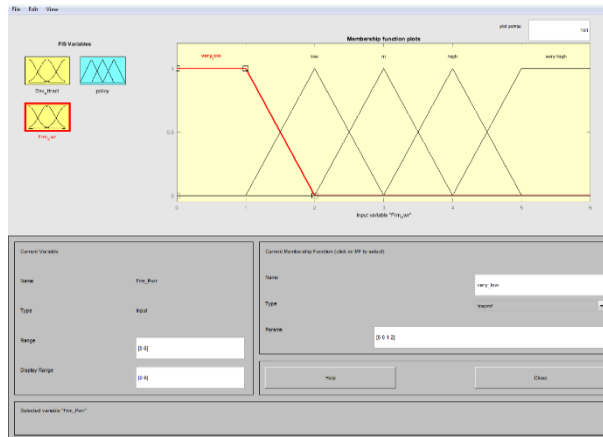 File Edit View
FIS Variables
Membership function plots
plot points:
181
very_low low m high very high
1
0.5
0
0 1 2 3 4 5 6
Env_attract policy
Input variable "Frm_Pwr"
Current Variable
Name Frm_Pwr
Type input
Range [0 6]
Display Range [0 6]
Current Membership Function (click on MF to select)
Name very_low
Type trapmf
Params [0 0 1 2]
Help Close
Selected variable "Frm_Pwr"